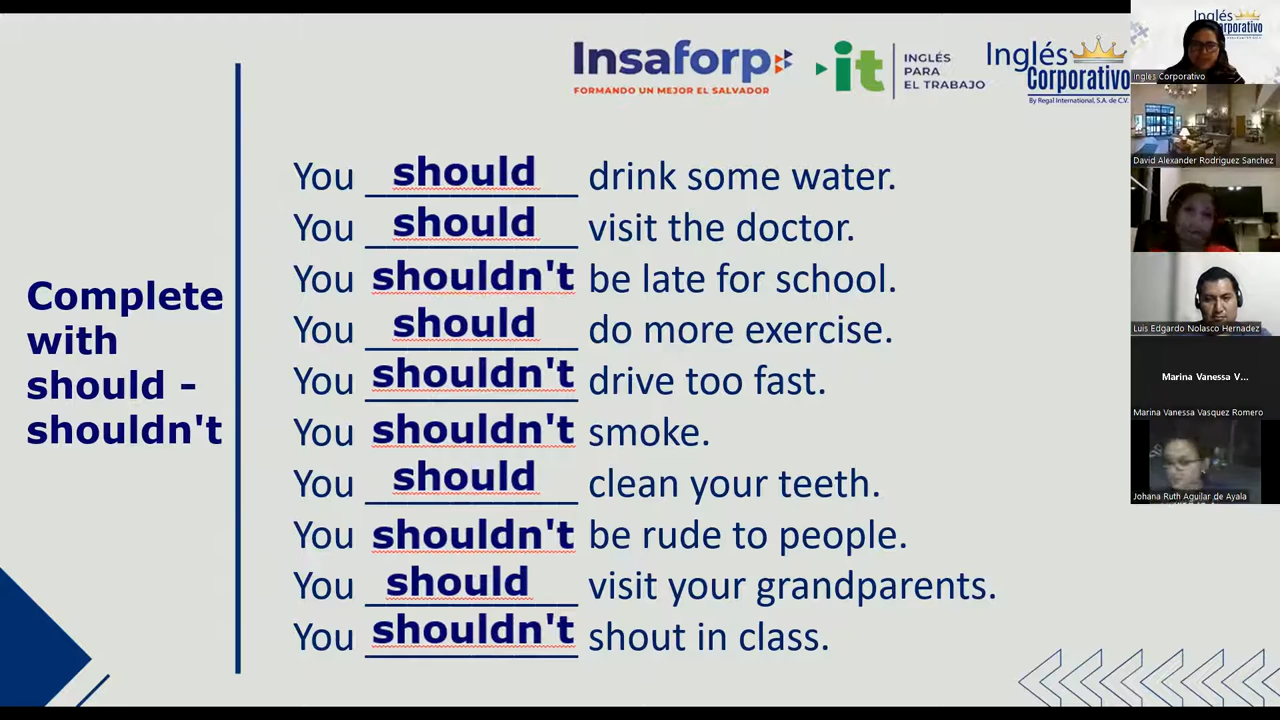 Insaforp
FORMANDO UN MEJOR EL SALVADOR
it
INGLÉS
PARA
EL TRABAJO
Inglés
Corporativo
By Regal International, S.A. de C.V.
Complete
with
should -
shouldn't
You should drink some water.
You should visit the doctor.
You shouldn't be late for school.
You should do more exercise.
You shouldn't drive too fast.
You shouldn't smoke.
You should clean your teeth.
You shouldn't be rude to people.
You should visit your grandparents.
You shouldn't shout in class.
Inglés
Corporativo
Ingles Corporativo
David Alexander Rodriguez Sanchez
Luis Edgardo Nolasco Hernadez
Marina Vanessa V...
Marina Vanessa Vasquez Romero
Johana Ruth Aguilar de Ayala